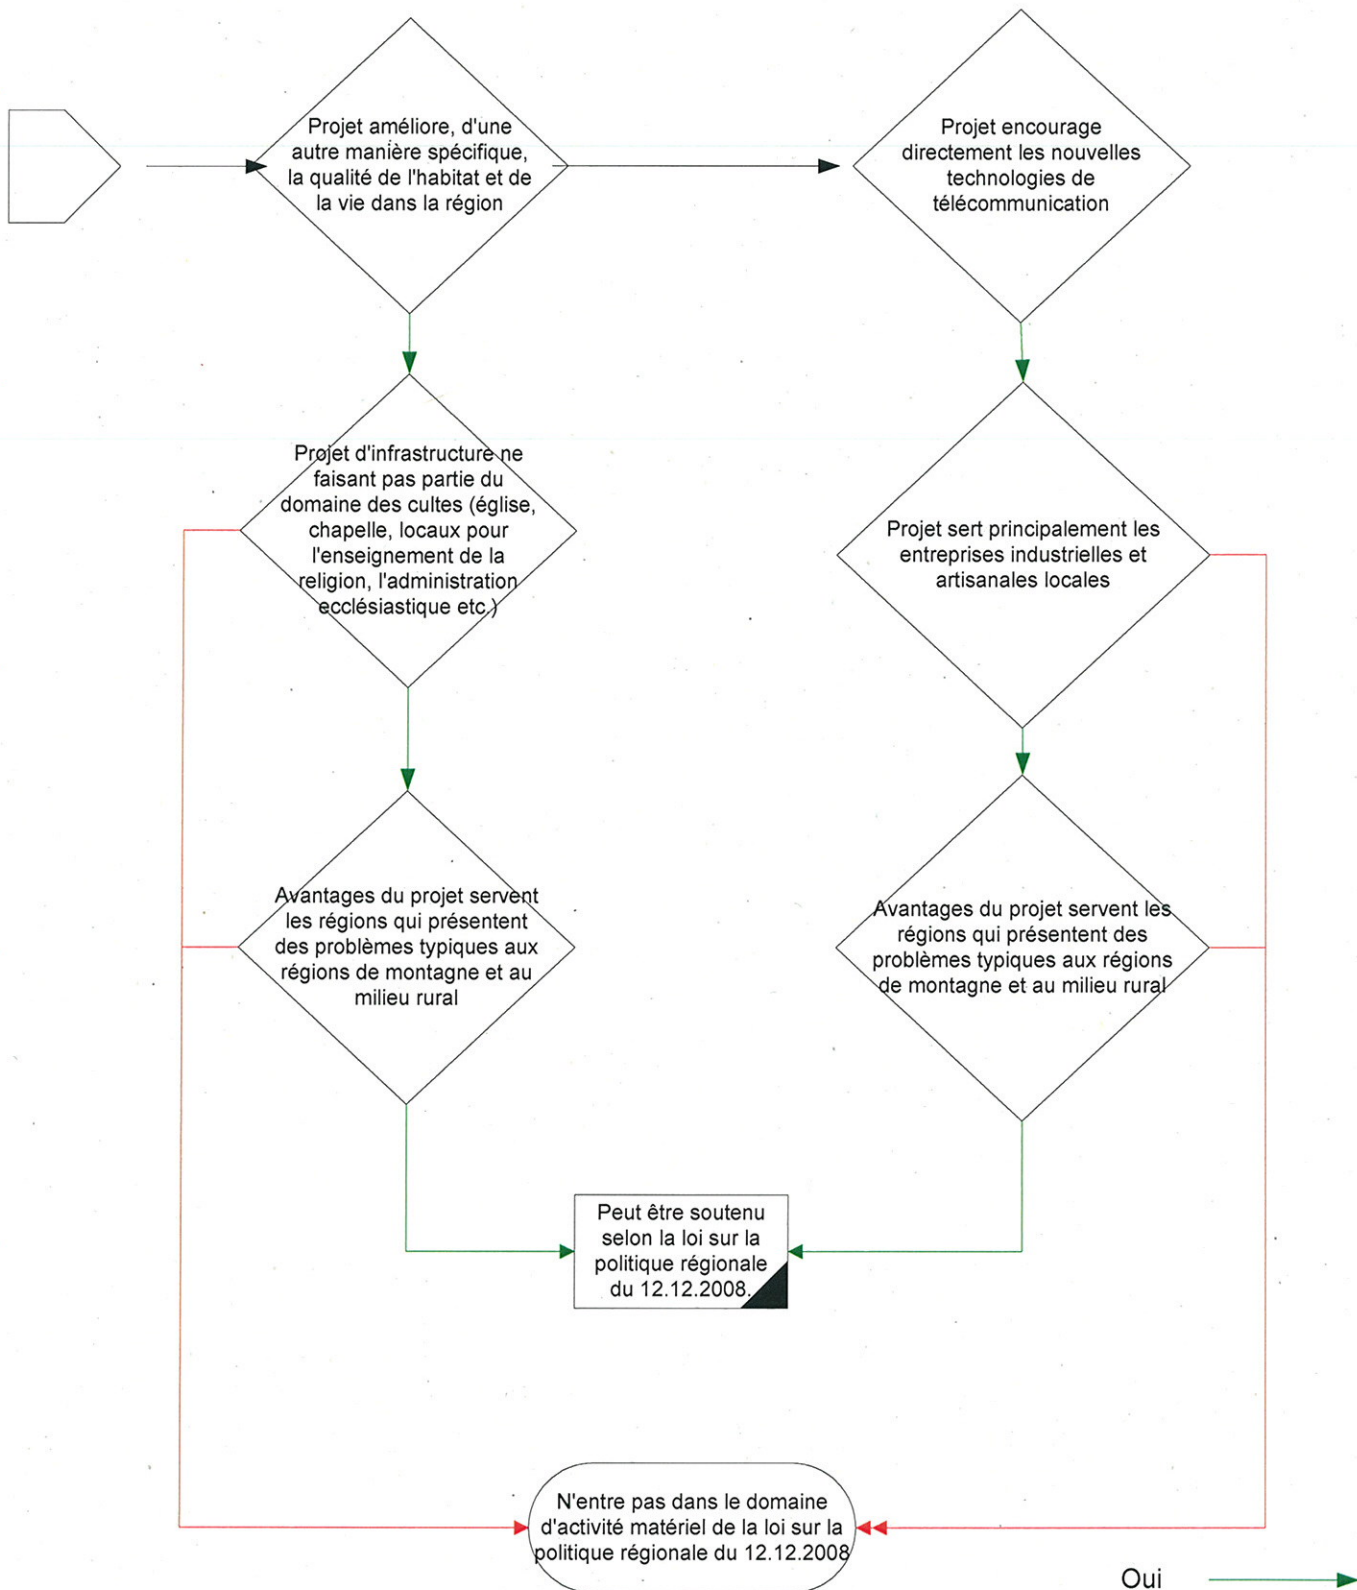 Projet améliore, d'une
autre manière spécifique,
la qualité de l'habitat et de
la vie dans la région
Projet encourage
directement les nouvelles
technologies de
télécommunication
Projet d'infrastructure ne
faisant pas partie du
domaine des cultes (église,
chapelle, locaux pour
l'enseignement de la
religion, l'administration
ecclésiastique etc.)
Projet sert principalement les
entreprises industrielles et
artisanales locales
Avantages du projet servent
les régions qui présentent
des problèmes typiques aux
régions de montagne et au
milieu rural
Avantages du projet servent les
régions qui présentent des
problèmes typiques aux régions
de montagne et au milieu rural
Peut être soutenu
selon la loi sur la
politique régionale
du 12.12.2008.
N'entre pas dans le domaine
d'activité matériel de la loi sur la
politique régionale du 12.12.2008
Oui